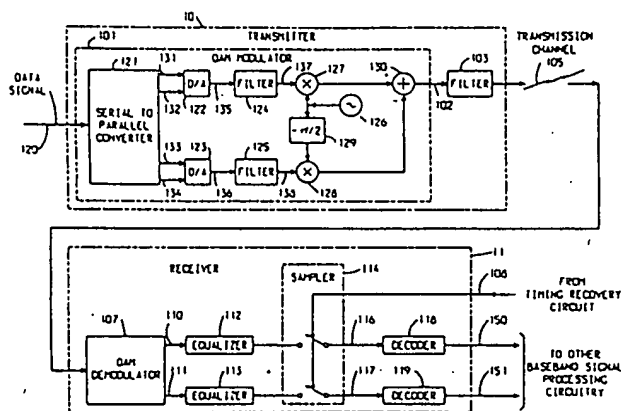 10
TRANSMITTER
101
QAM MODULATOR
TRANSMISSION
CHANNEL
105
DATA
SIGNAL
120
121
SERIAL TO
PARALLEL
CONVERTER
131
132
D/A
122
135
FILTER
124
137
127
130
102
103
FILTER
126
-π/2
129
133
134
123
D/A
136
125
FILTER
138
128
RECEIVER
11
SAMPLER
114
106
FROM
TIMING RECOVERY
CIRCUIT
107
QAM
DEMODULATOR
110
112
EQUALIZER
116
118
DECODER
150
111
113
EQUALIZER
117
119
DECODER
151
TO OTHER
BASEBAND SIGNAL
PROCESSING
CIRCUITRY